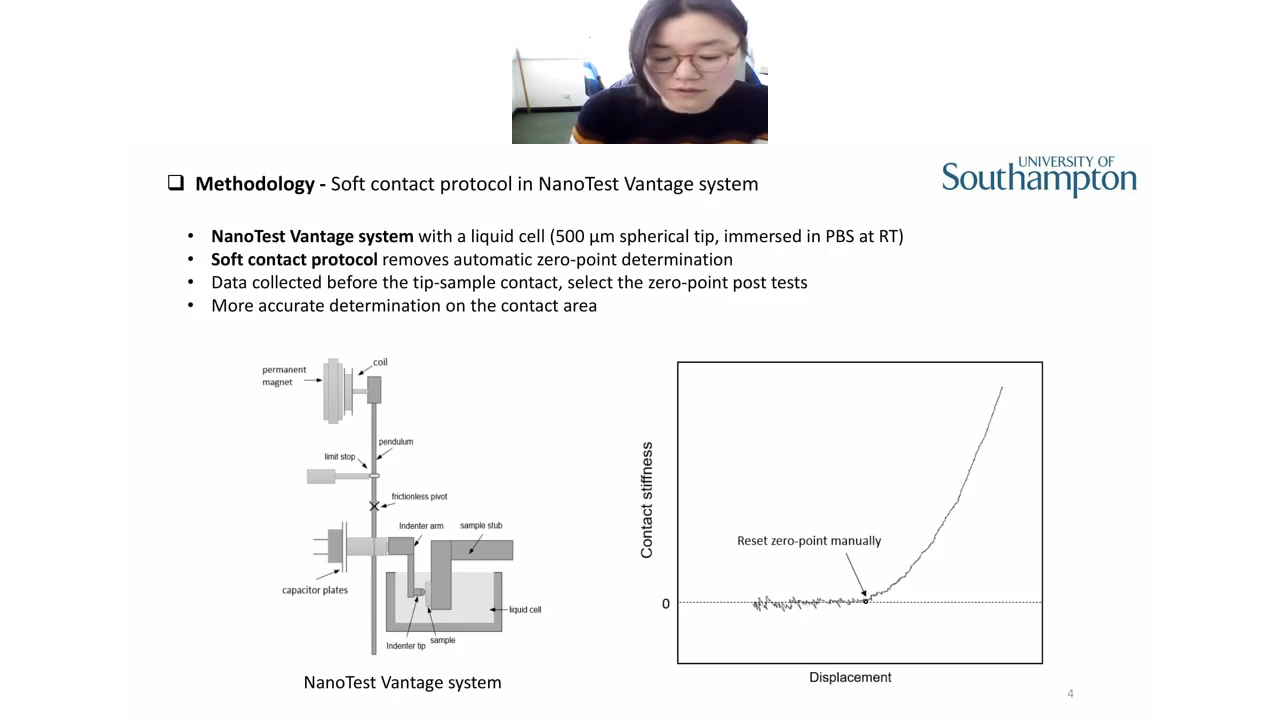 UNIVERSITY OF
Southampton
Methodology - Soft contact protocol in NanoTest Vantage system
• NanoTest Vantage system with a liquid cell (500 µm spherical tip, immersed in PBS at RT)
• Soft contact protocol removes automatic zero-point determination
• Data collected before the tip-sample contact, select the zero-point post tests
• More accurate determination on the contact area
permanent
magnet
coil
pendulum
limit stop
frictionless pivot
Indenter arm
sample stub
capacitor plates
liquid cell
Indenter tip
sample
NanoTest Vantage system
Contact stiffness
Reset zero-point manually
0
Displacement
4